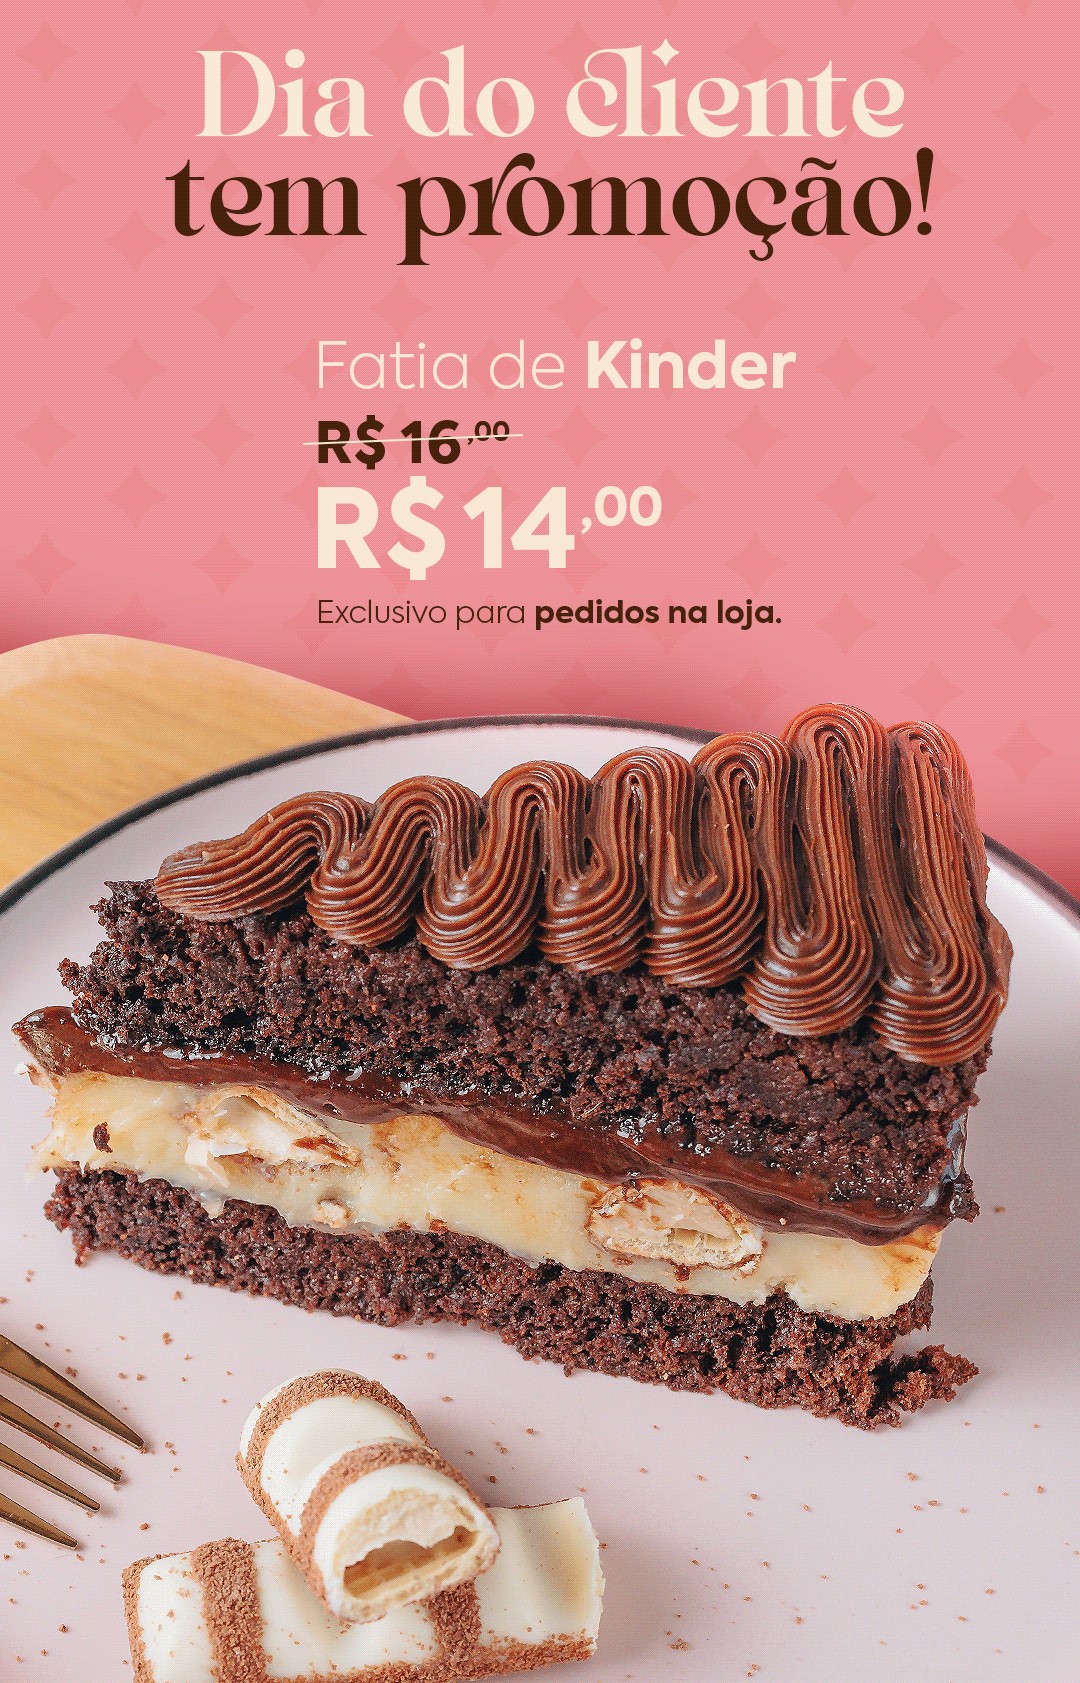 Dia do cliente
tem promoção!
Fatia de Kinder
R$ 16,00
R$ 14,00
Exclusivo para pedidos na loja.